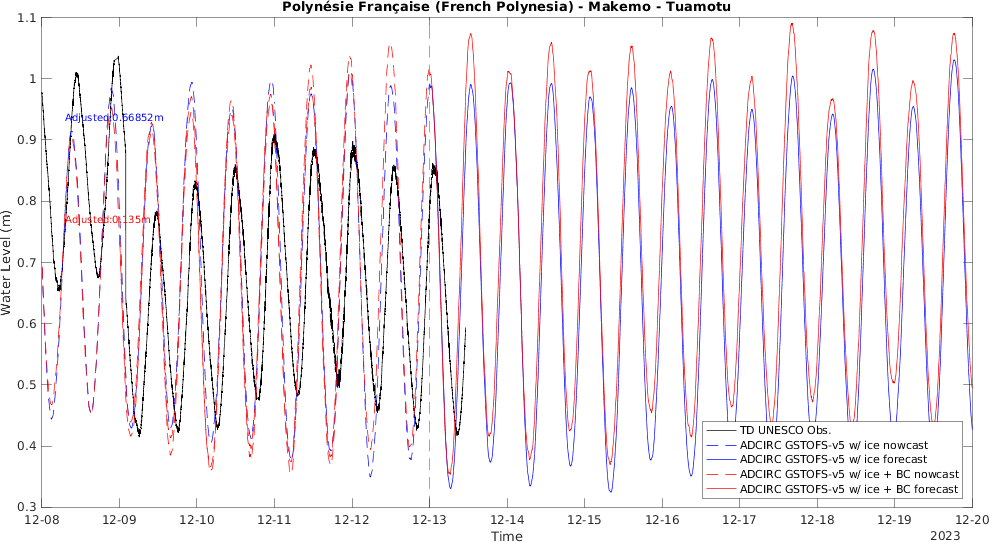 Polynésie Française (French Polynesia) - Makemo - Tuamotu
1.1
1
0.9
0.8
0.7
0.6
0.5
0.4
0.3
Water Level (m)
Adjusted:0.56852m
Adjusted:0.135m
TD UNESCO Obs.
ADCIRC GSTOFS-v5 w/ ice nowcast
ADCIRC GSTOFS-v5 w/ ice forecast
ADCIRC GSTOFS-v5 w/ ice + BC nowcast
ADCIRC GSTOFS-v5 w/ ice + BC forecast
12-08 12-09 12-10 12-11 12-12 12-13 12-14 12-15 12-16 12-17 12-18 12-19 12-20
Time
2023